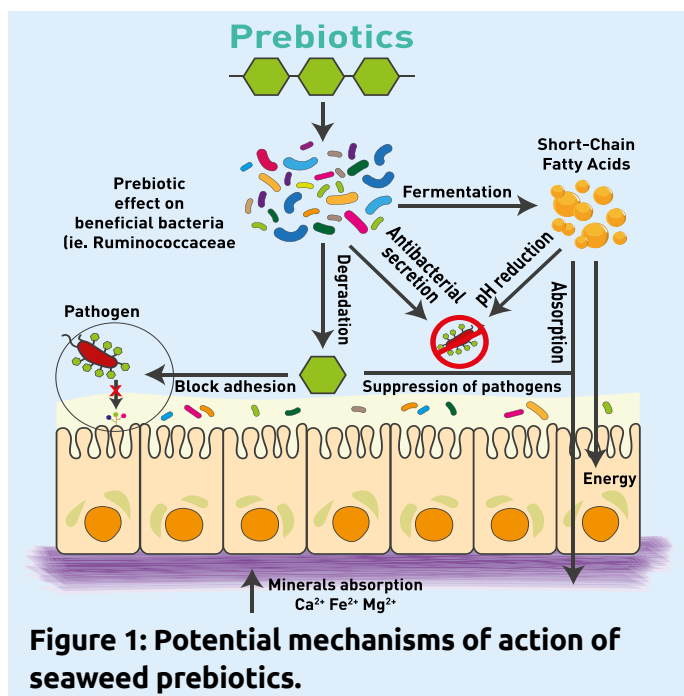 Prebiotics
Short-Chain
Fatty Acids
Prebiotic
effect on
beneficial bacteria
(ie. Ruminococcaceae
Fermentation
Antibacterial
secretion
pH reduction
Degradation
Absorption
Pathogen
Block adhesion
Suppression of pathogens
Energy
Minerals absorption
Ca²⁺ Fe²⁺ Mg²⁺
Figure 1: Potential mechanisms of action of
seaweed prebiotics.